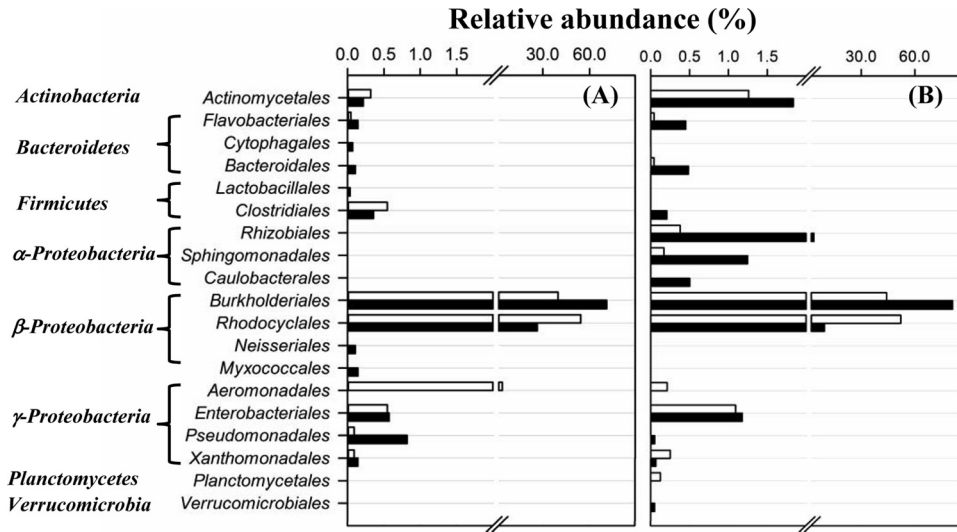 Relative abundance (%)
0.0 0.5 1.0 1.5 30.0 60.0
0.0 0.5 1.0 1.5 30.0 60.0
(A)
(B)
Actinobacteria
Bacteroidetes
Firmicutes
α-Proteobacteria
β-Proteobacteria
γ-Proteobacteria
Planctomycetes
Verrucomicrobia
Actinomycetales
Flavobacteriales
Cytophagales
Bacteroidales
Lactobacillales
Clostridiales
Rhizobiales
Sphingomonadales
Caulobacterales
Burkholderiales
Rhodocyclales
Neisseriales
Myxococcales
Aeromonadales
Enterobacteriales
Pseudomonadales
Xanthomonadales
Planctomycetales
Verrucomicrobiales